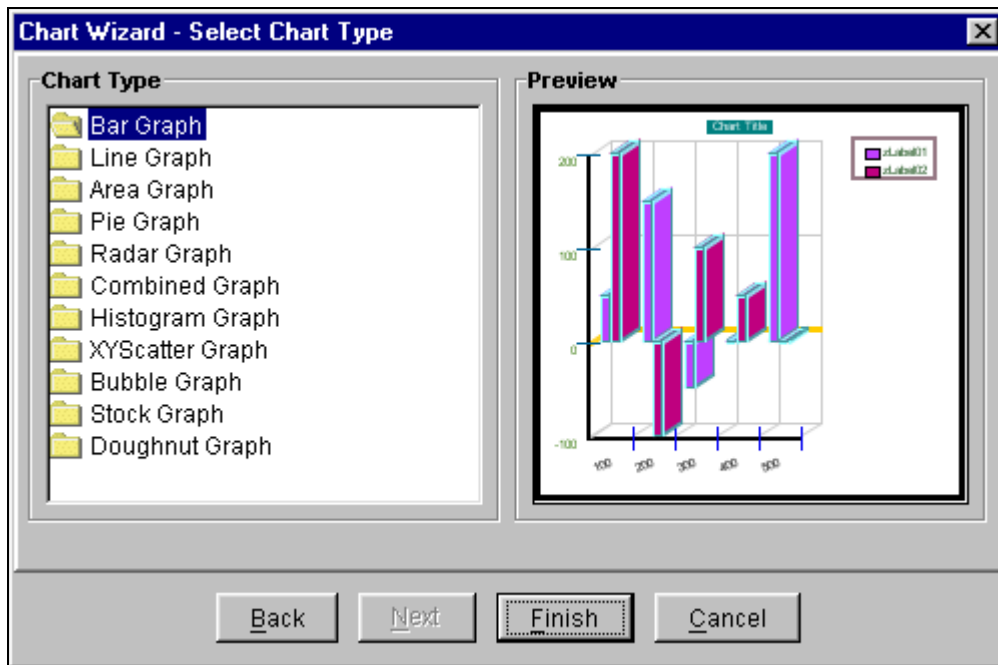 Chart Wizard - Select Chart Type
Chart Type
Bar Graph
Line Graph
Area Graph
Pie Graph
Radar Graph
Combined Graph
Histogram Graph
XYScatter Graph
Bubble Graph
Stock Graph
Doughnut Graph
Preview
Chart Title
zLabel01
zLabel02
200
100
0
-100
100 200 300 400 500
Back Next Finish Cancel